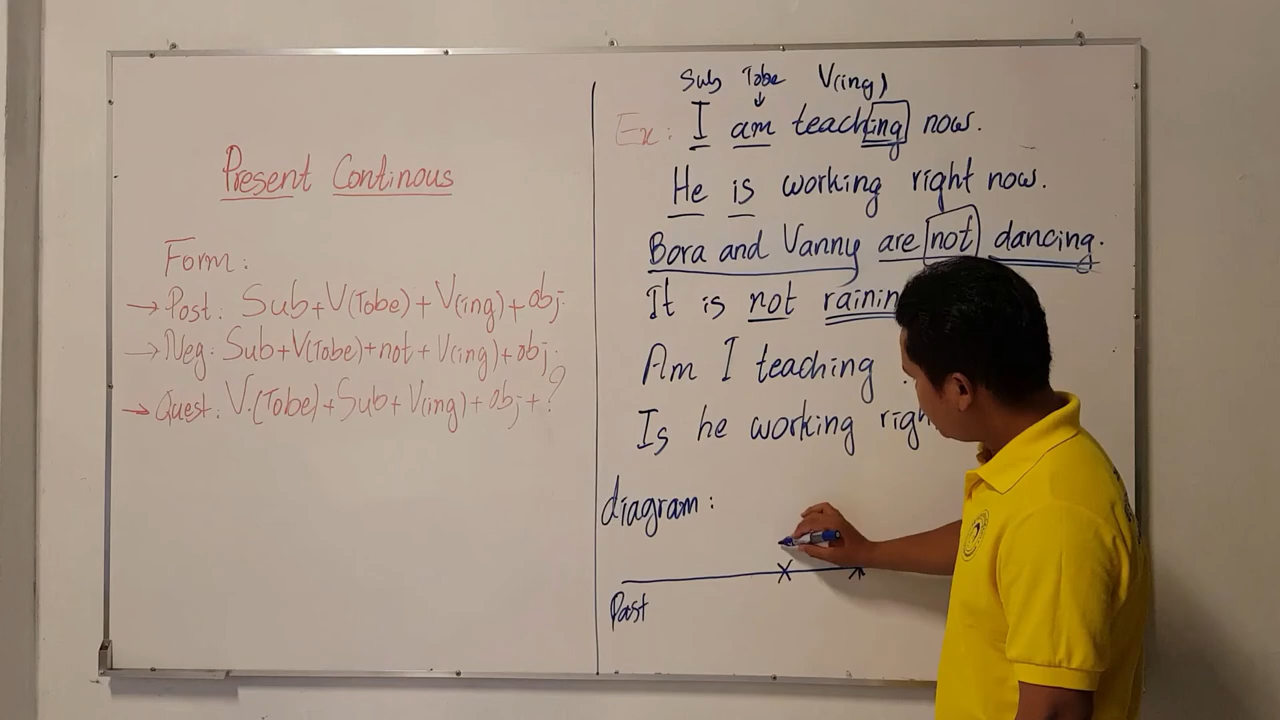 Present Continous
Form:
→ Post: Sub+V(Tobe)+V(ing)+obj.
→ Neg: Sub+V(Tobe)+not+V(ing)+obj.
→ Quest: V.(Tobe)+Sub+V(ing)+obj+?
Sub Tobe V(ing)
↓
Ex: I am teaching now.
He is working right now.
Bora and Vanny are not dancing.
It is not
Am I teaching
Is he working
diagram:
Past